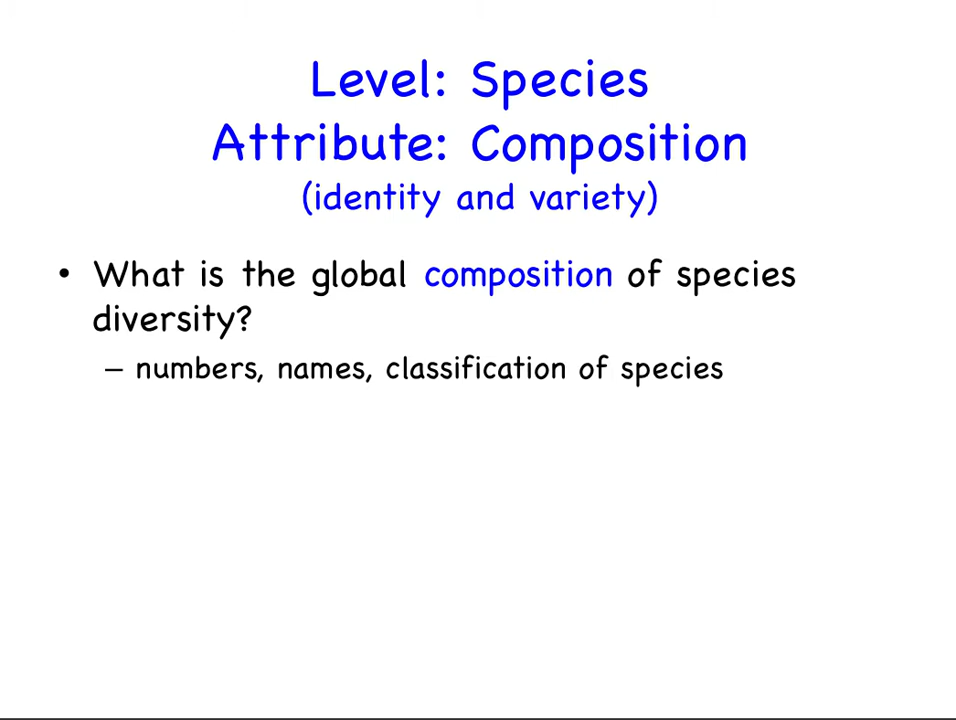 Level: Species
Attribute: Composition
(identity and variety)
• What is the global composition of species
diversity?
– numbers, names, classification of species